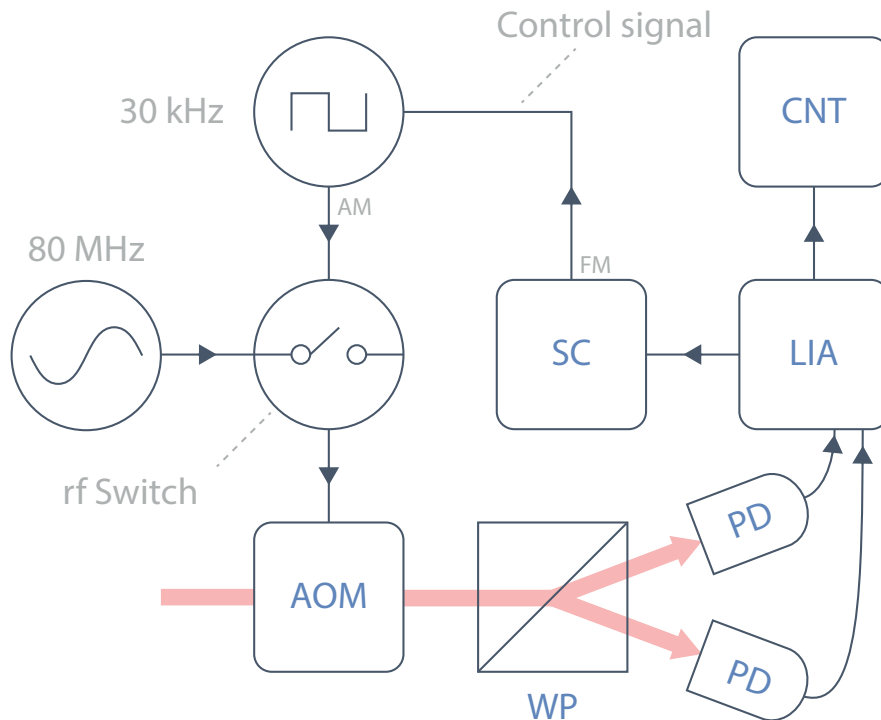 Control signal
30 kHz
CNT
AM
80 MHz
FM
SC
LIA
rf Switch
PD
AOM
PD
WP